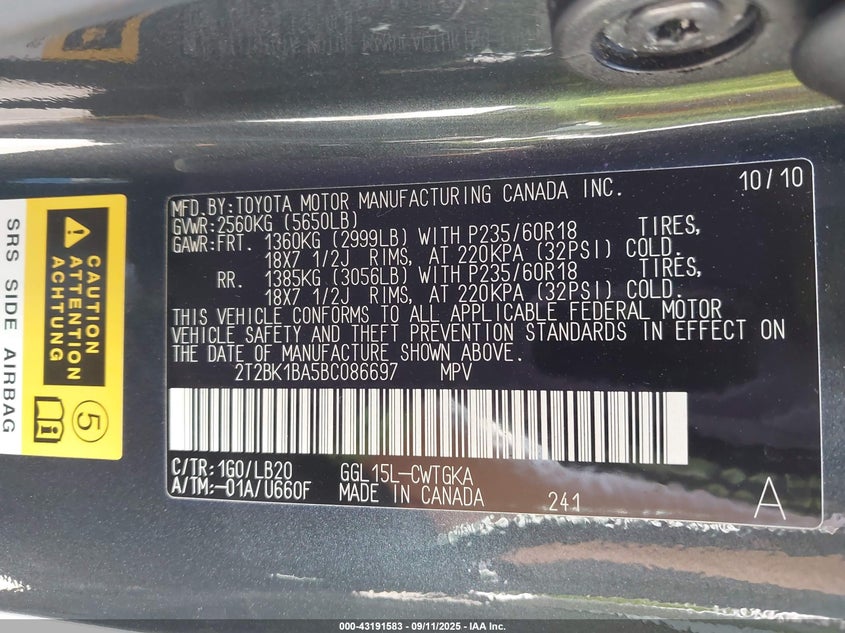 MFD.BY:TOYOTA MOTOR MANUFACTURING CANADA INC. 10/10
GVWR:2560KG (5650LB)
GAWR:FRT. 1360KG (2999LB) WITH P235/60R18 TIRES,
18X7 1/2J RIMS, AT 220KPA (32PSI) COLD.
RR. 1385KG (3056LB) WITH P235/60R18 TIRES,
18X7 1/2J RIMS, AT 220KPA (32PSI) COLD.
THIS VEHICLE CONFORMS TO ALL APPLICABLE FEDERAL MOTOR
VEHICLE SAFETY AND THEFT PREVENTION STANDARDS IN EFFECT ON
THE DATE OF MANUFACTURE SHOWN ABOVE.
2T2BK1BA5BC086697 MPV
C/TR:1G0/LB20 GGL15L-CWTGKA
A/TM:-01A/U660F MADE IN CANADA 241 A
CAUTION
ATTENTION
ACHTUNG
5
SRS SIDE AIRBAG
000-43191583 - 09/11/2025 - IAA Inc.